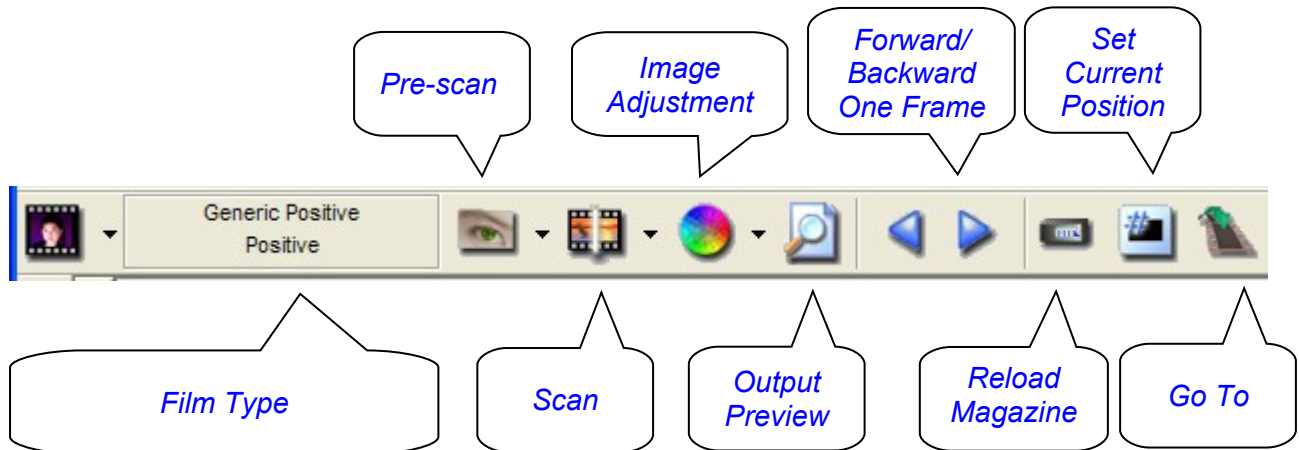 Pre-scan
Image
Adjustment
Forward/
Backward
One Frame
Set
Current
Position
Generic Positive
Positive
##
Film Type
Scan
Output
Preview
Reload
Magazine
Go To